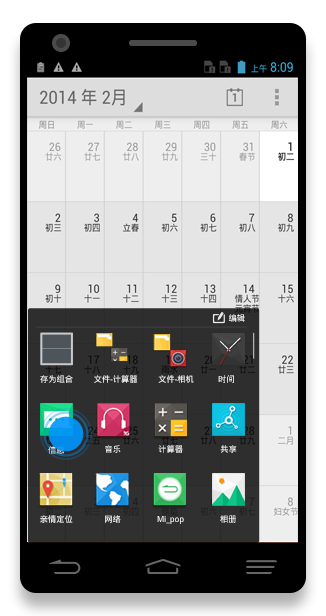 上午 8:09
2014 年 2月
1
周日 周一 周二 周三 周四 周五 周六
26 27 28 29 30 31 1
廿六 廿七 廿八 廿九 三十 春节 初二
2 3 4 5 6 7 8
初三 初四 立春 初六 初七 初八 初九
9 10 11 12 13 14 15
初十 十一 十二 十三 十四 情人节 十六
元宵节
编辑
22
廿三
存为组合 文件-计算器 文件-相机 时间
1
二月
信息 音乐 计算器 共享
8
妇女节
亲情定位 网络 Mi_pop 相册